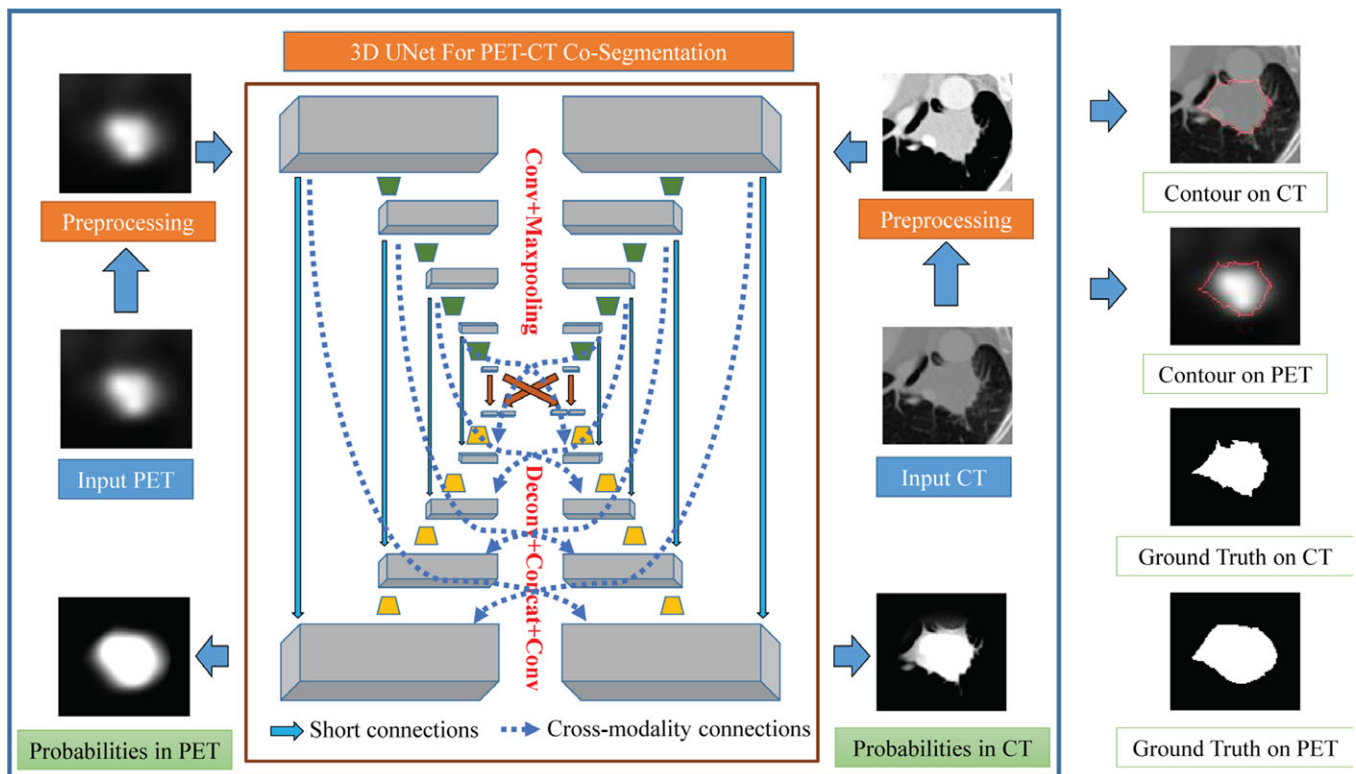 3D UNet For PET-CT Co-Segmentation
Preprocessing
Input PET
Probabilities in PET
Conv+Maxpooling
Deconv+Concat+Conv
Short connections
Cross-modality connections
Preprocessing
Input CT
Probabilities in CT
Contour on CT
Contour on PET
Ground Truth on CT
Ground Truth on PET